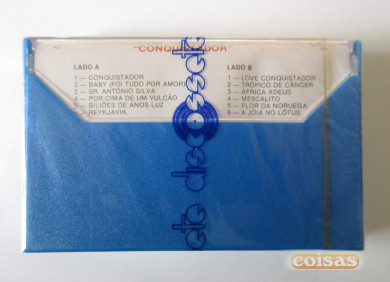 "CONQUISTADOR"
LADO A
1 — CONQUISTADOR
2 — BABY (FOI TUDO POR AMOR)
3 — SR. ANTÓNIO SILVA
4 — POR CIMA DE UM VULCÃO
5 — BILIÕES DE ANOS LUZ
6 — REYKJAVIK
LADO B
1 — LOVE CONQUISTADOR
2 — TRÓPICO DE CÂNCER
3 — AFRICA ADEUS
4 — MESCALITO
5 — FLOR DA NORUEGA
6 — A JÓIA NO LÓTUS
discossete
coisas